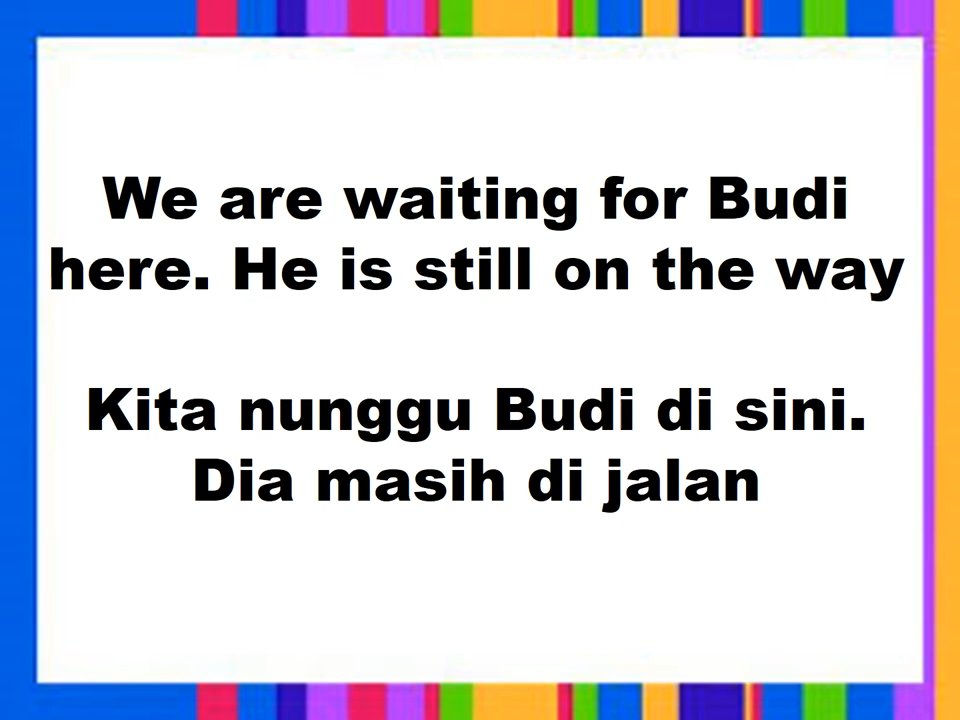 We are waiting for Budi
here. He is still on the way
Kita nunggu Budi di sini.
Dia masih di jalan